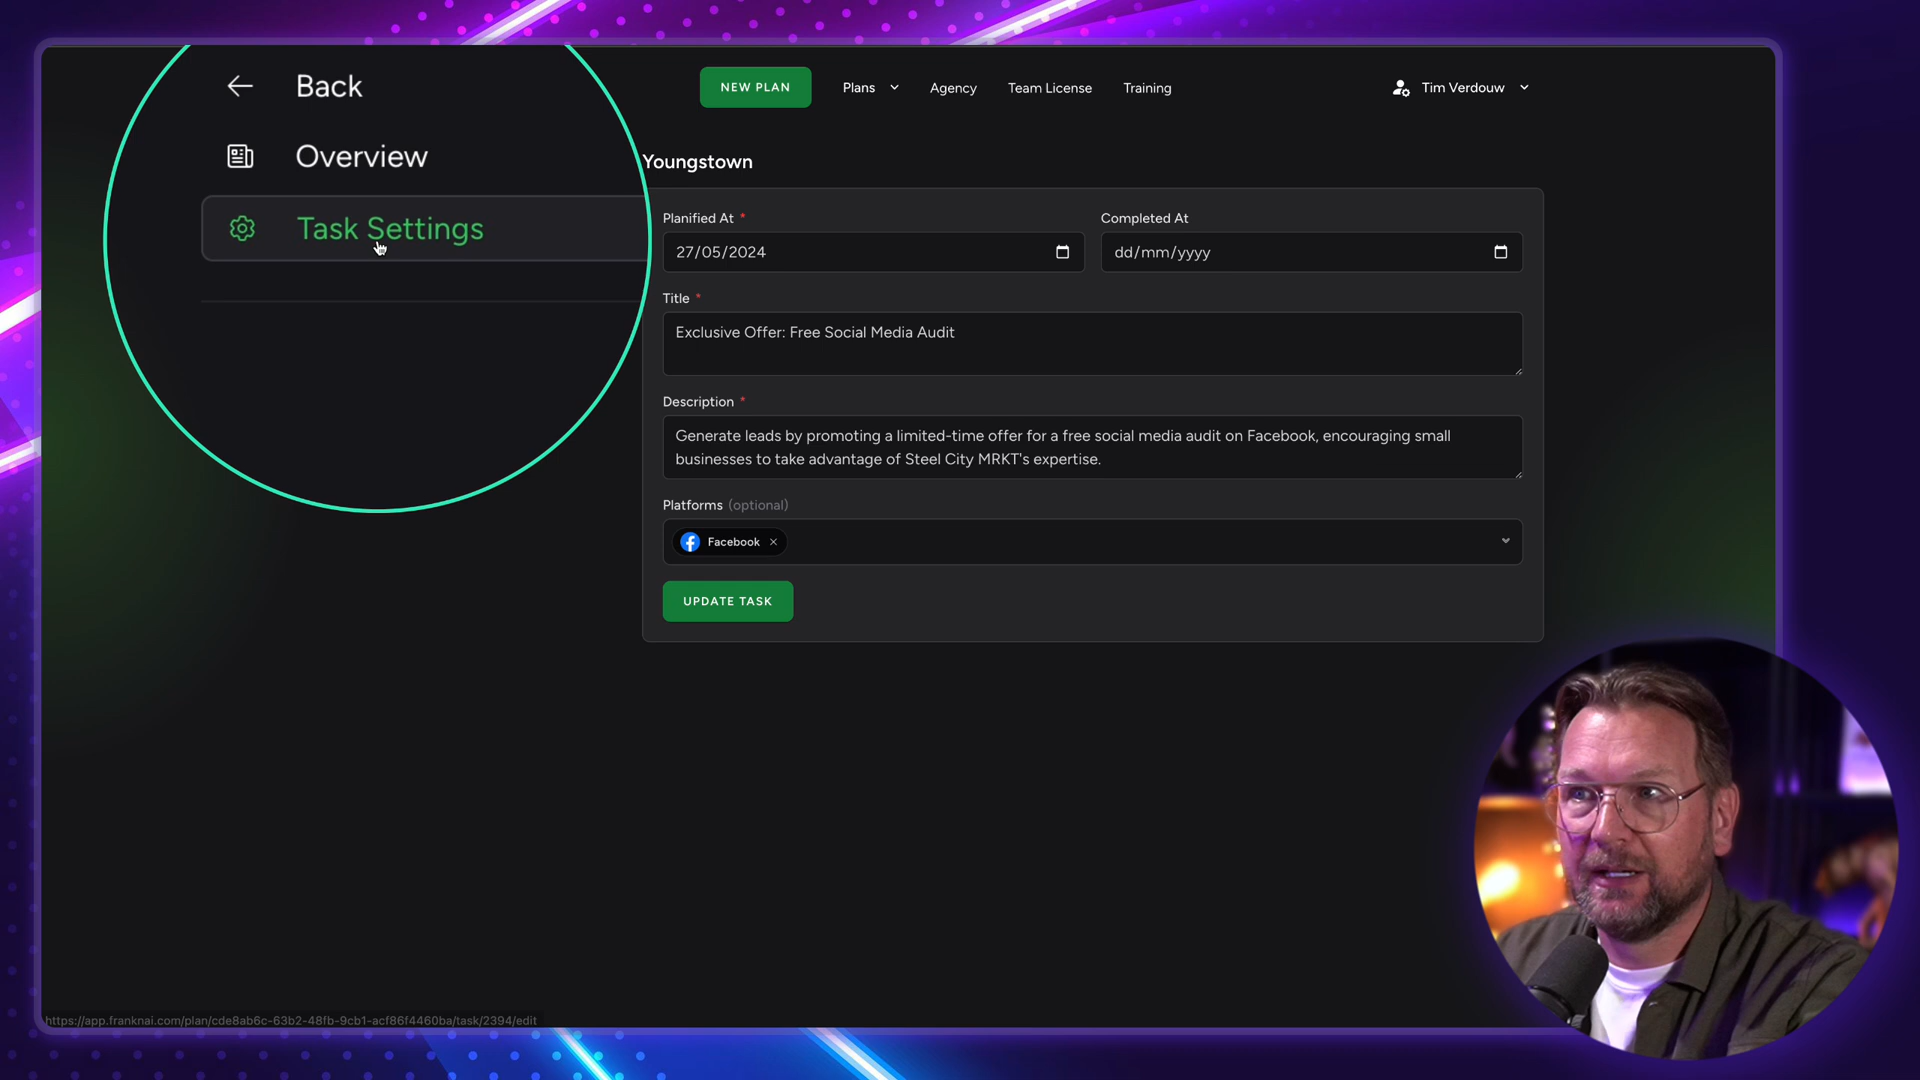 Back
Overview
Task Settings
NEW PLAN
Plans
Agency
Team License
Training
Tim Verdouw
Youngstown
Planified At *
27/05/2024
Completed At
dd/mm/yyyy
Title *
Exclusive Offer: Free Social Media Audit
Description *
Generate leads by promoting a limited-time offer for a free social media audit on Facebook, encouraging small
businesses to take advantage of Steel City MRKT's expertise.
Platforms (optional)
Facebook ×
UPDATE TASK
https://app.franknai.com/plan/cde8ab6c-63b2-48fb-9cb1-acf86f4460ba/task/2394/edit